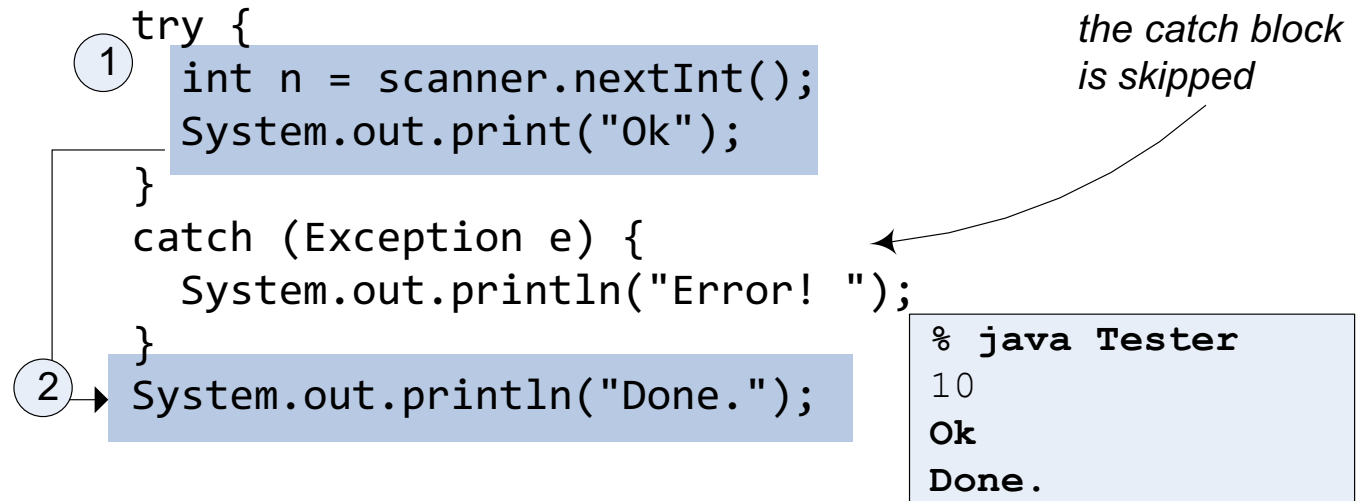 try {
1
int n = scanner.nextInt();
System.out.print("Ok");
}
catch (Exception e) {
System.out.println("Error! ");
}
2
System.out.println("Done.");
the catch block
is skipped
% java Tester
10
Ok
Done.